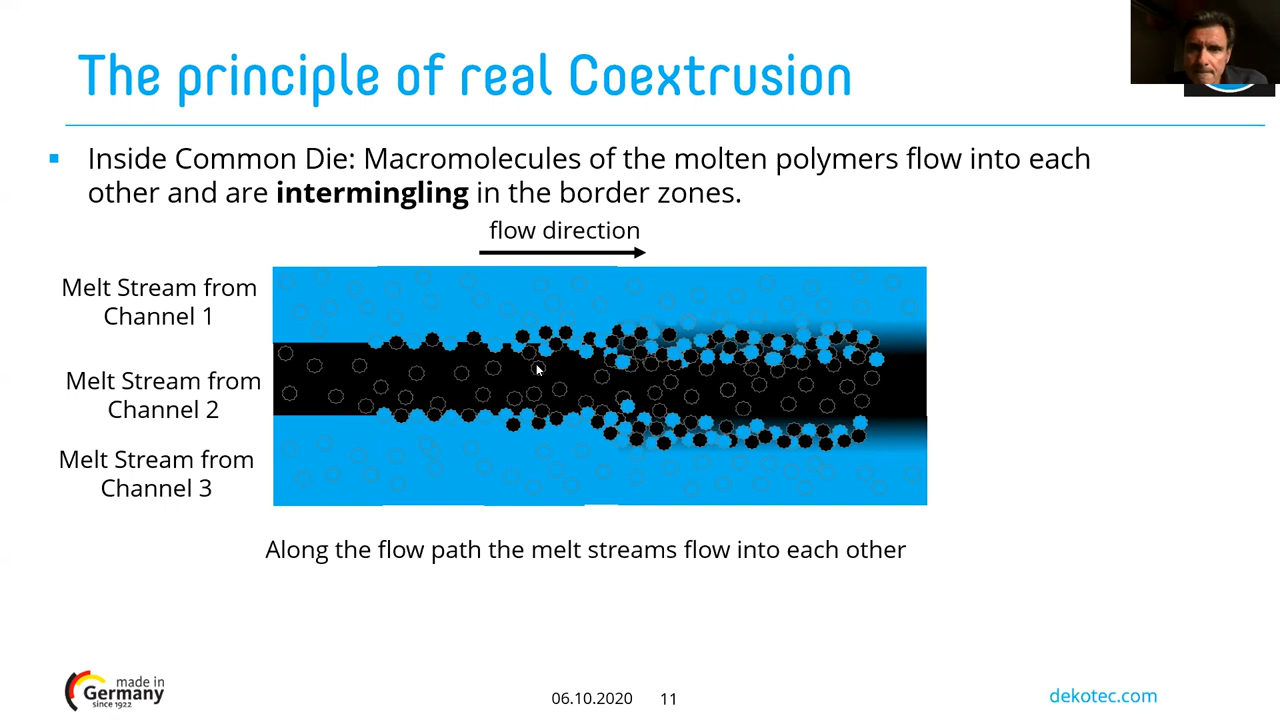 The principle of real Coextrusion
Inside Common Die: Macromolecules of the molten polymers flow into each
other and are intermingling in the border zones.
flow direction
Melt Stream from
Channel 1
Melt Stream from
Channel 2
Melt Stream from
Channel 3
Along the flow path the melt streams flow into each other
made in
Germany
since 1922
06.10.2020
11
dekotec.com